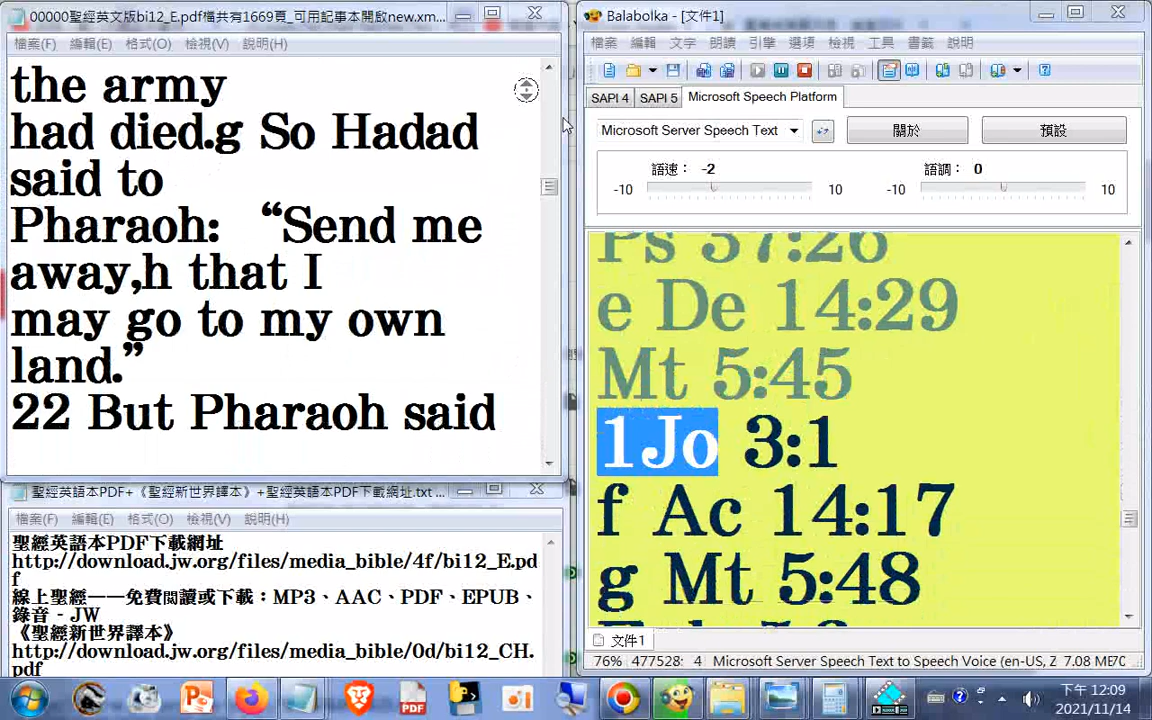 00000聖經英文版bi12_E.pdf檔共有1669頁_可用記事本開啟new.xm...
檔案(F) 編輯(E) 格式(O) 檢視(V) 說明(H)
the army
had died.g So Hadad
said to
Pharaoh: “Send me
away,h that I
may go to my own
land.”
22 But Pharaoh said
聖經英語本PDF+《聖經新世界譯本》+聖經英語本PDF下載網址.txt ...
檔案(F) 編輯(E) 格式(O) 檢視(V) 說明(H)
聖經英語本PDF下載網址
http://download.jw.org/files/media_bible/4f/bi12_E.pd
f
線上聖經——免費閱讀或下載：MP3、AAC、PDF、EPUB、
錄音 - JW
《聖經新世界譯本》
http://download.jw.org/files/media_bible/0d/bi12_CH.
pdf
Balabolka - [文件1]
檔案 編輯 文字 朗讀 引擎 選項 檢視 工具 書籤 說明
SAPI 4 SAPI 5 Microsoft Speech Platform
Microsoft Server Speech Text 關於 預設
語速： -2 語調： 0
-10 10 -10 10
Ps 37:26
e De 14:29
Mt 5:45
1Jo 3:1
f Ac 14:17
g Mt 5:48
文件1
76% 477528: 4 Microsoft Server Speech Text to Speech Voice (en-US, Z 7.08 ME
PDF
下午 12:09
2021/11/14